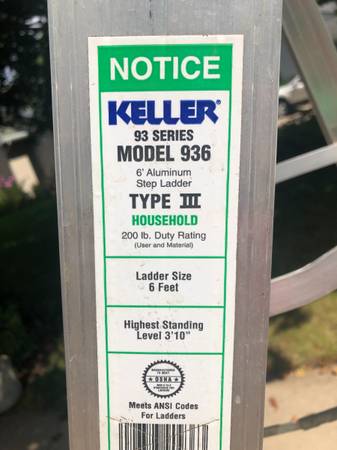 NOTICE
KELLER®
93 SERIES
MODEL 936
6' Aluminum
Step Ladder
TYPE III
HOUSEHOLD
200 lb. Duty Rating
(User and Material)
Ladder Size
6 Feet
Highest Standing
Level 3'10"
OSHA
Meets ANSI Codes
For Ladders